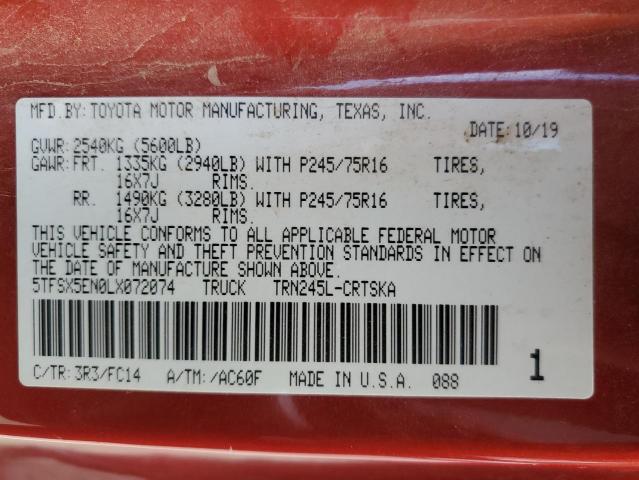 MFD.BY:TOYOTA MOTOR MANUFACTURING, TEXAS, INC.
DATE:10/19
GVWR:2540KG (5600LB)
GAWR:FRT. 1335KG (2940LB) WITH P245/75R16 TIRES,
16X7J RIMS.
RR. 1490KG (3280LB) WITH P245/75R16 TIRES,
16X7J RIMS.
THIS VEHICLE CONFORMS TO ALL APPLICABLE FEDERAL MOTOR
VEHICLE SAFETY AND THEFT PREVENTION STANDARDS IN EFFECT ON
THE DATE OF MANUFACTURE SHOWN ABOVE.
5TFSX5EN0LX072074 TRUCK TRN245L-CRTSKA
C/TR:3R3/FC14 A/TM:/AC60F MADE IN U.S.A. 088 1